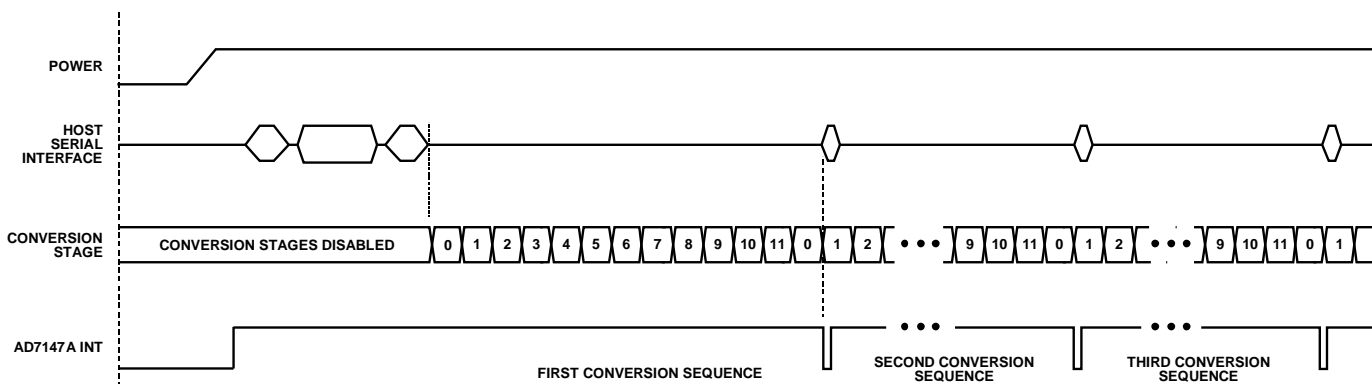 POWER
HOST
SERIAL
INTERFACE
CONVERSION
STAGE
CONVERSION STAGES DISABLED 0 1 2 3 4 5 6 7 8 9 10 11 0 1 2 ••• 9 10 11 0 1 2 ••• 9 10 11 0 1
AD7147A INT
FIRST CONVERSION SEQUENCE
••• SECOND CONVERSION
SEQUENCE
••• THIRD CONVERSION
SEQUENCE